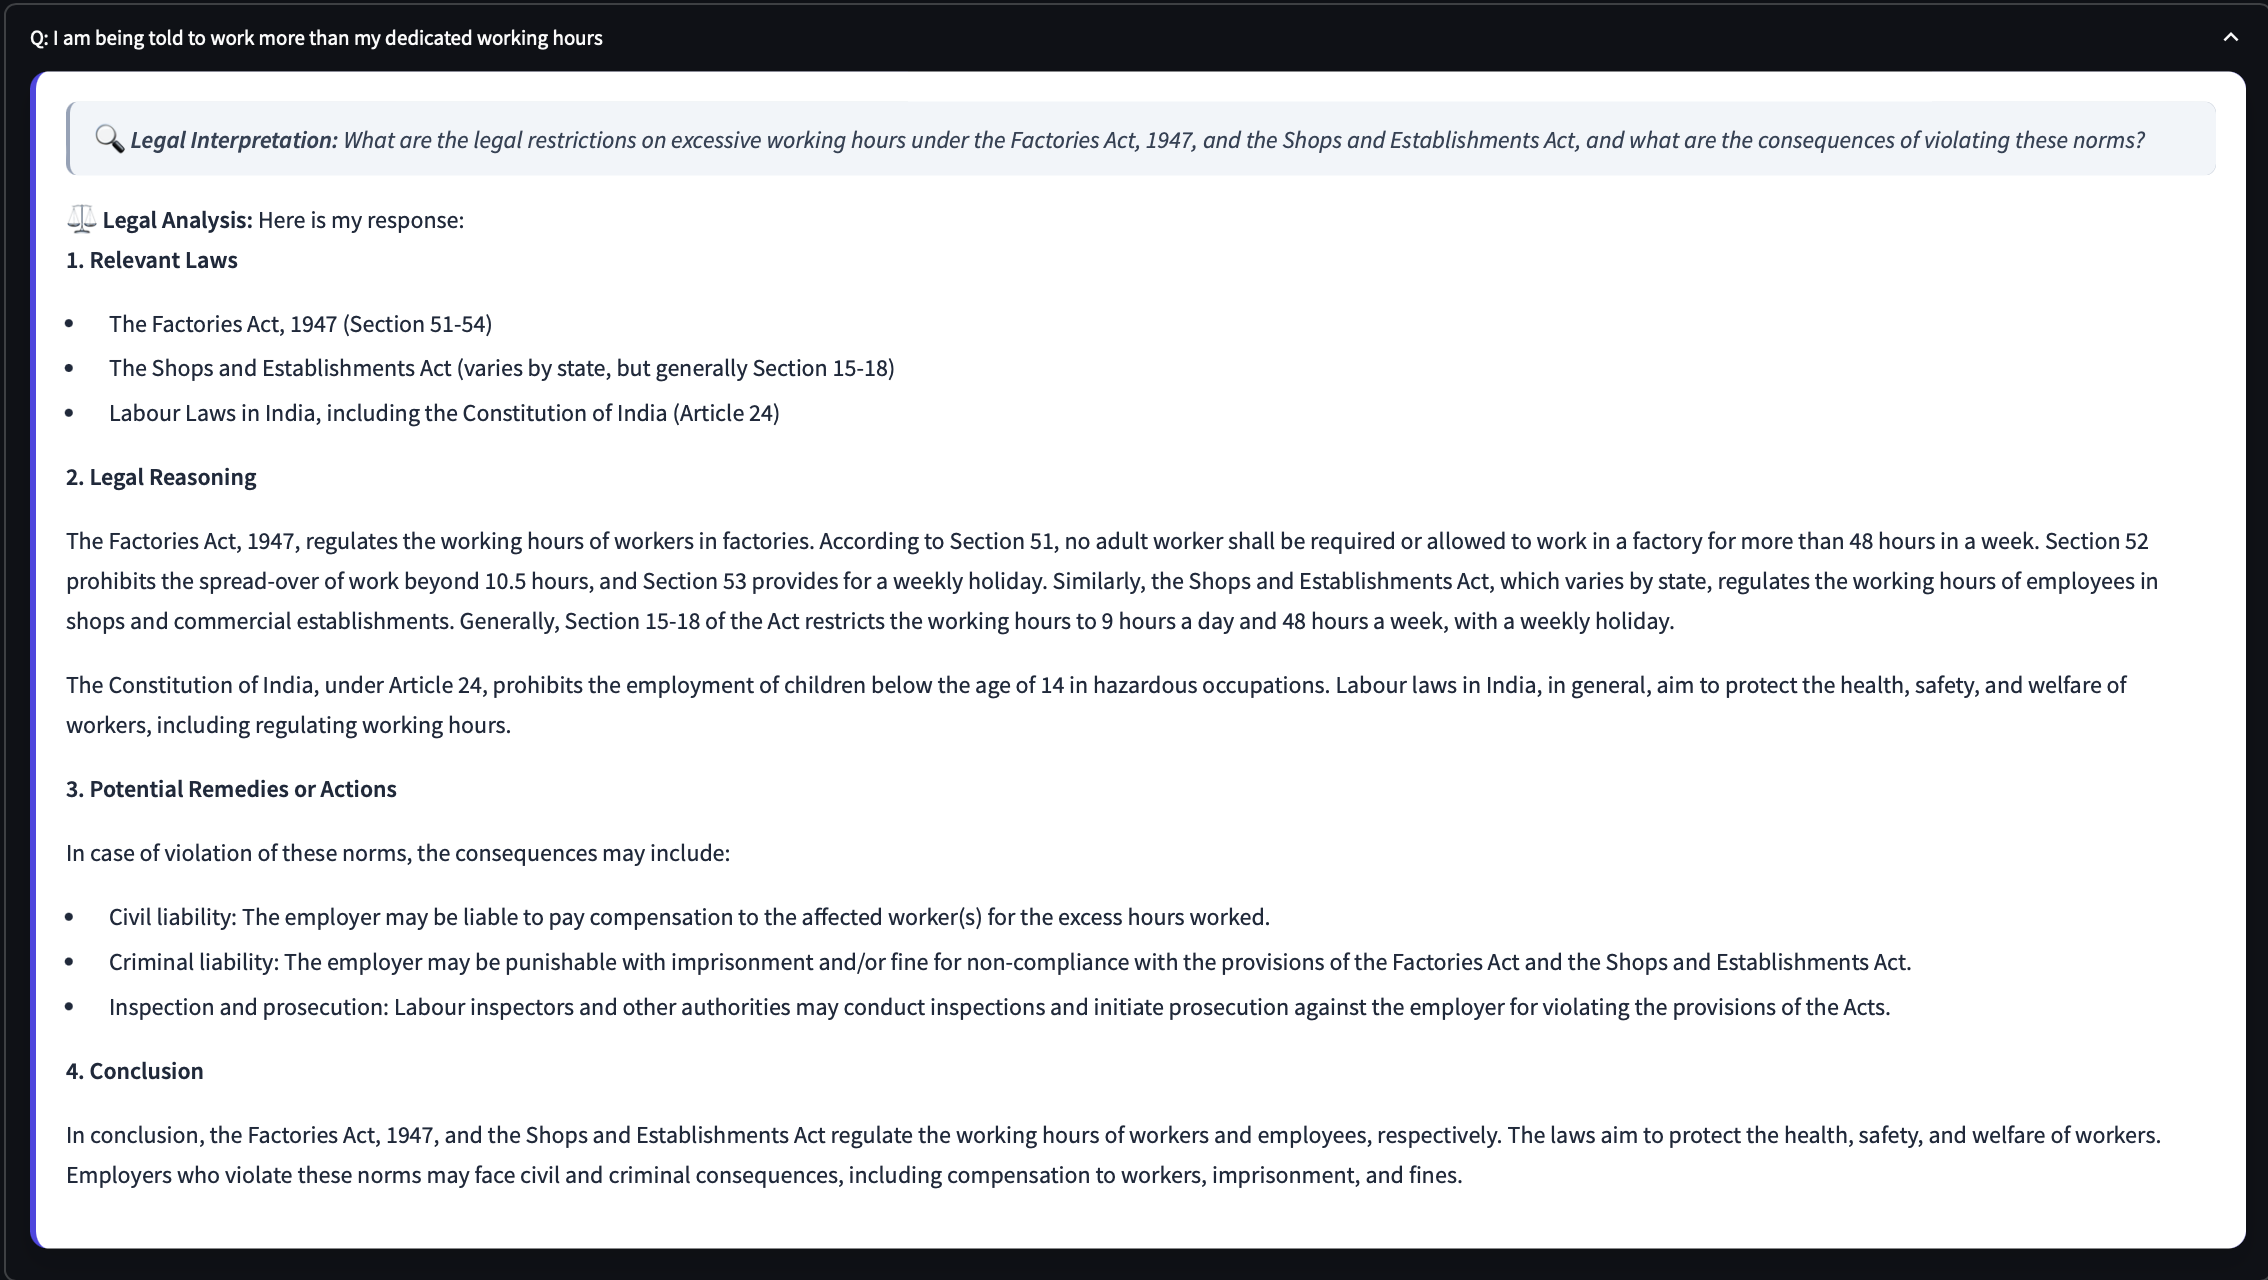 Q: I am being told to work more than my dedicated working hours
🔍 Legal Interpretation: What are the legal restrictions on excessive working hours under the Factories Act, 1947, and the Shops and Establishments Act, and what are the consequences of violating these norms?
⚖️ Legal Analysis: Here is my response:
1. Relevant Laws
• The Factories Act, 1947 (Section 51-54)
• The Shops and Establishments Act (varies by state, but generally Section 15-18)
• Labour Laws in India, including the Constitution of India (Article 24)
2. Legal Reasoning
The Factories Act, 1947, regulates the working hours of workers in factories. According to Section 51, no adult worker shall be required or allowed to work in a factory for more than 48 hours in a week. Section 52
prohibits the spread-over of work beyond 10.5 hours, and Section 53 provides for a weekly holiday. Similarly, the Shops and Establishments Act, which varies by state, regulates the working hours of employees in
shops and commercial establishments. Generally, Section 15-18 of the Act restricts the working hours to 9 hours a day and 48 hours a week, with a weekly holiday.
The Constitution of India, under Article 24, prohibits the employment of children below the age of 14 in hazardous occupations. Labour laws in India, in general, aim to protect the health, safety, and welfare of
workers, including regulating working hours.
3. Potential Remedies or Actions
In case of violation of these norms, the consequences may include:
• Civil liability: The employer may be liable to pay compensation to the affected worker(s) for the excess hours worked.
• Criminal liability: The employer may be punishable with imprisonment and/or fine for non-compliance with the provisions of the Factories Act and the Shops and Establishments Act.
• Inspection and prosecution: Labour inspectors and other authorities may conduct inspections and initiate prosecution against the employer for violating the provisions of the Acts.
4. Conclusion
In conclusion, the Factories Act, 1947, and the Shops and Establishments Act regulate the working hours of workers and employees, respectively. The laws aim to protect the health, safety, and welfare of workers.
Employers who violate these norms may face civil and criminal consequences, including compensation to workers, imprisonment, and fines.